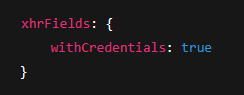 xhrFields: {
    withCredentials: true
}